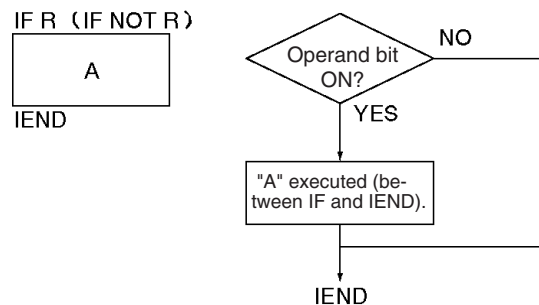 IF R (IF NOT R)
A
IEND
Operand bit
ON?
NO
YES
"A" executed (be-
tween IF and IEND).
IEND